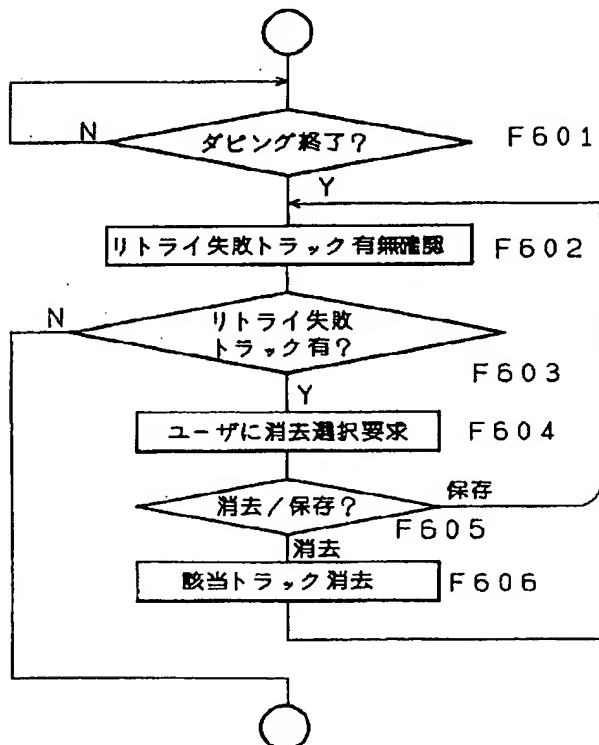 N
ダビング終了?
F601
Y
リトライ失敗トラック有無確認
F602
N
リトライ失敗
トラック有?
F603
Y
ユーザに消去選択要求
F604
消去/保存?
保存
F605
消去
該当トラック消去
F606